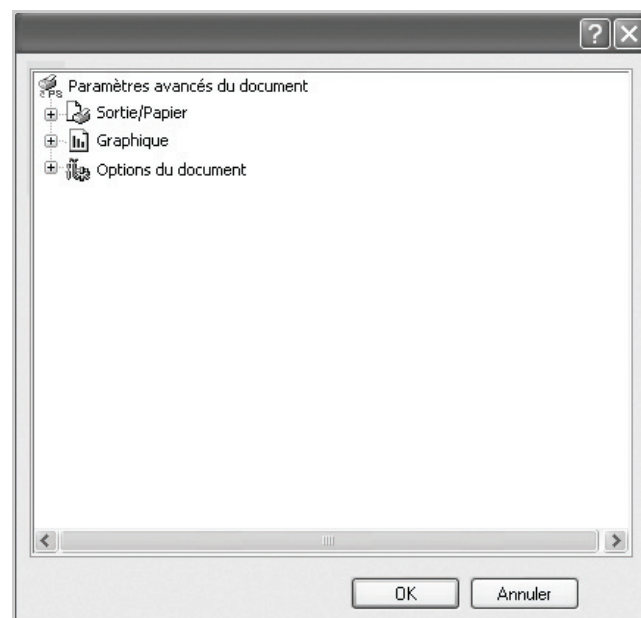 Paramètres avancés du document
Sortie/Papier
Graphique
Options du document
OK
Annuler